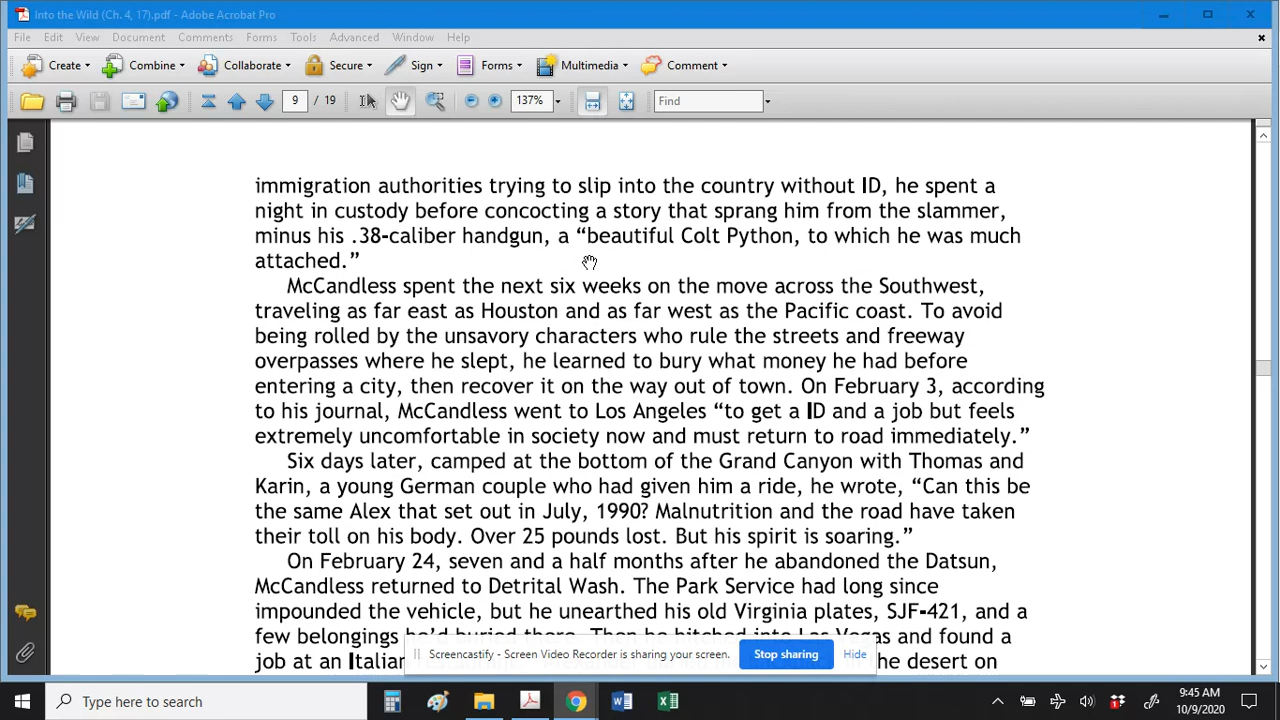 Into the Wild (Ch. 4, 17).pdf - Adobe Acrobat Pro
File Edit View Document Comments Forms Tools Advanced Window Help
Create Combine Collaborate Secure Sign Forms Multimedia Comment
9 / 19 137% Find
immigration authorities trying to slip into the country without ID, he spent a
night in custody before concocting a story that sprang him from the slammer,
minus his .38-caliber handgun, a “beautiful Colt Python, to which he was much
attached.”
McCandless spent the next six weeks on the move across the Southwest,
traveling as far east as Houston and as far west as the Pacific coast. To avoid
being rolled by the unsavory characters who rule the streets and freeway
overpasses where he slept, he learned to bury what money he had before
entering a city, then recover it on the way out of town. On February 3, according
to his journal, McCandless went to Los Angeles “to get a ID and a job but feels
extremely uncomfortable in society now and must return to road immediately.”
Six days later, camped at the bottom of the Grand Canyon with Thomas and
Karin, a young German couple who had given him a ride, he wrote, “Can this be
the same Alex that set out in July, 1990? Malnutrition and the road have taken
their toll on his body. Over 25 pounds lost. But his spirit is soaring.”
On February 24, seven and a half months after he abandoned the Datsun,
McCandless returned to Detrital Wash. The Park Service had long since
impounded the vehicle, but he unearthed his old Virginia plates, SJF-421, and a
few belongings he’d buried there. Then he hitched into Las Vegas and found a
job at an Italian he desert on
Screencastify - Screen Video Recorder is sharing your screen. Stop sharing Hide
Type here to search
9:45 AM
10/9/2020